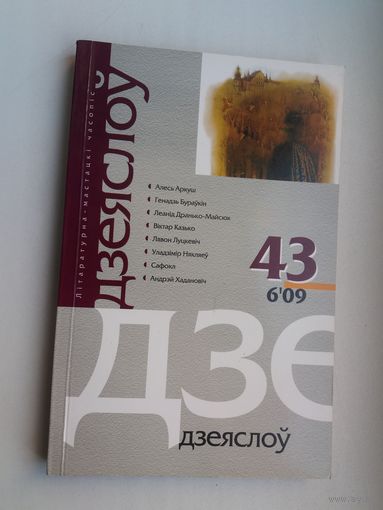 Літаратурна-мастацкі часопіс
дзеяслоў
Алесь Аркуш
Генадзь Бураўкін
Леанід Дранько-Майсюк
Віктар Казько
Лявон Луцкевіч
Уладзімір Някляеў
Сафокл
Андрэй Хадановіч
43
6'09
дзе
дзеяслоў